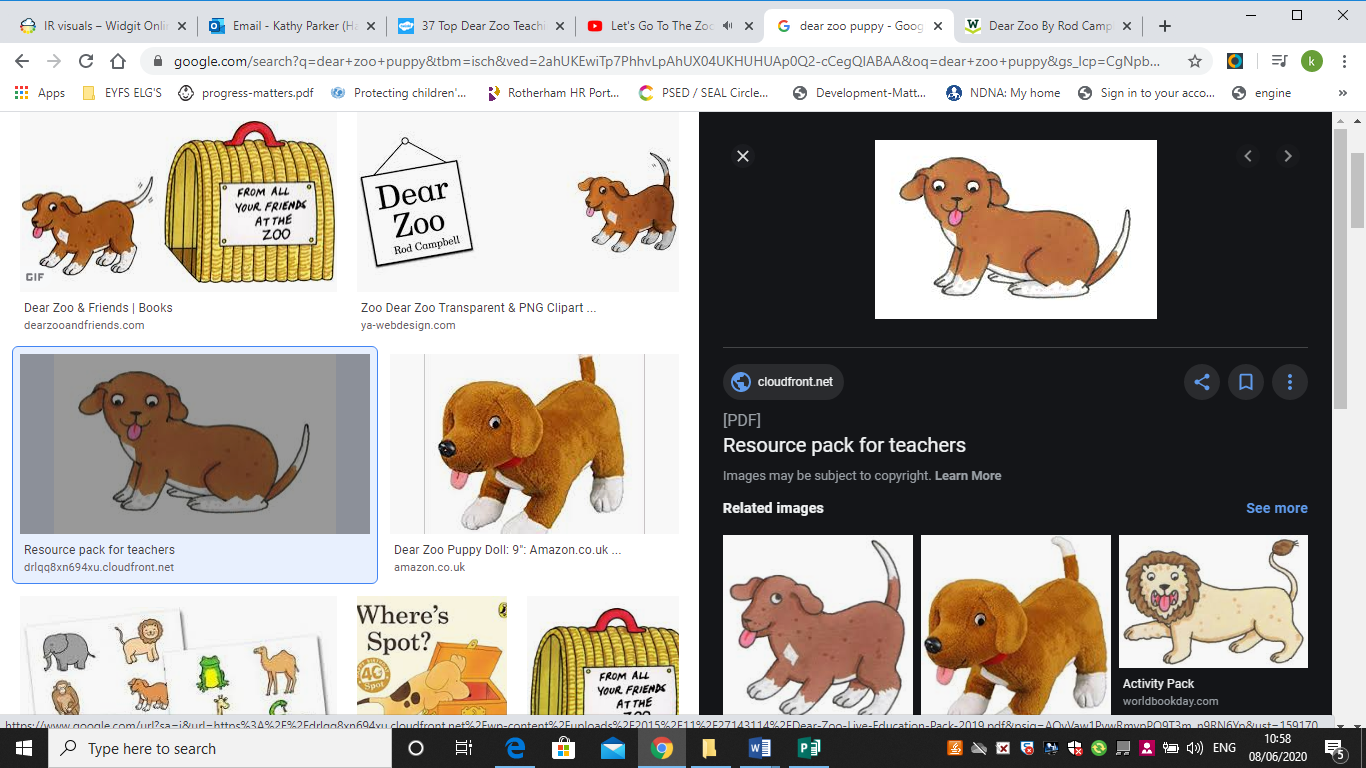 IR visuals – Widgit Onli
Email - Kathy Parker (Ha
37 Top Dear Zoo Teachi
Let's Go To The Zoo
dear zoo puppy - Goog
Dear Zoo By Rod Camp
google.com/search?q=dear+zoo+puppy&tbm=isch&ved=2ahUKEwiTp7PhhvLpAhUX04UKHUHUAp0Q2-cCegQIABAA&oq=dear+zoo+puppy&gs_lcp=CgNpb...
k
Apps
EYFS ELG'S
progress-matters.pdf
Protecting children'...
Rotherham HR Port...
PSED / SEAL Circle...
Development-Matt...
NDNA: My home
Sign in to your acco...
engine
»
FROM ALL
YOUR FRIENDS
AT THE
ZOO
GIF
Dear Zoo & Friends | Books
dearzooandfriends.com
Dear
Zoo
Rod Campbell
Zoo Dear Zoo Transparent & PNG Clipart ...
ya-webdesign.com
Resource pack for teachers
drlqq8xn694xu.cloudfront.net
Dear Zoo Puppy Doll: 9": Amazon.co.uk ...
amazon.co.uk
Where's
Spot?
40
Spot
FROM ALL
YOUR FRIENDS
AT THE
cloudfront.net
[PDF]
Resource pack for teachers
Images may be subject to copyright. Learn More
Related images
See more
Activity Pack
worldbookday.com
Type here to search
ENG
10:58
08/06/2020
5